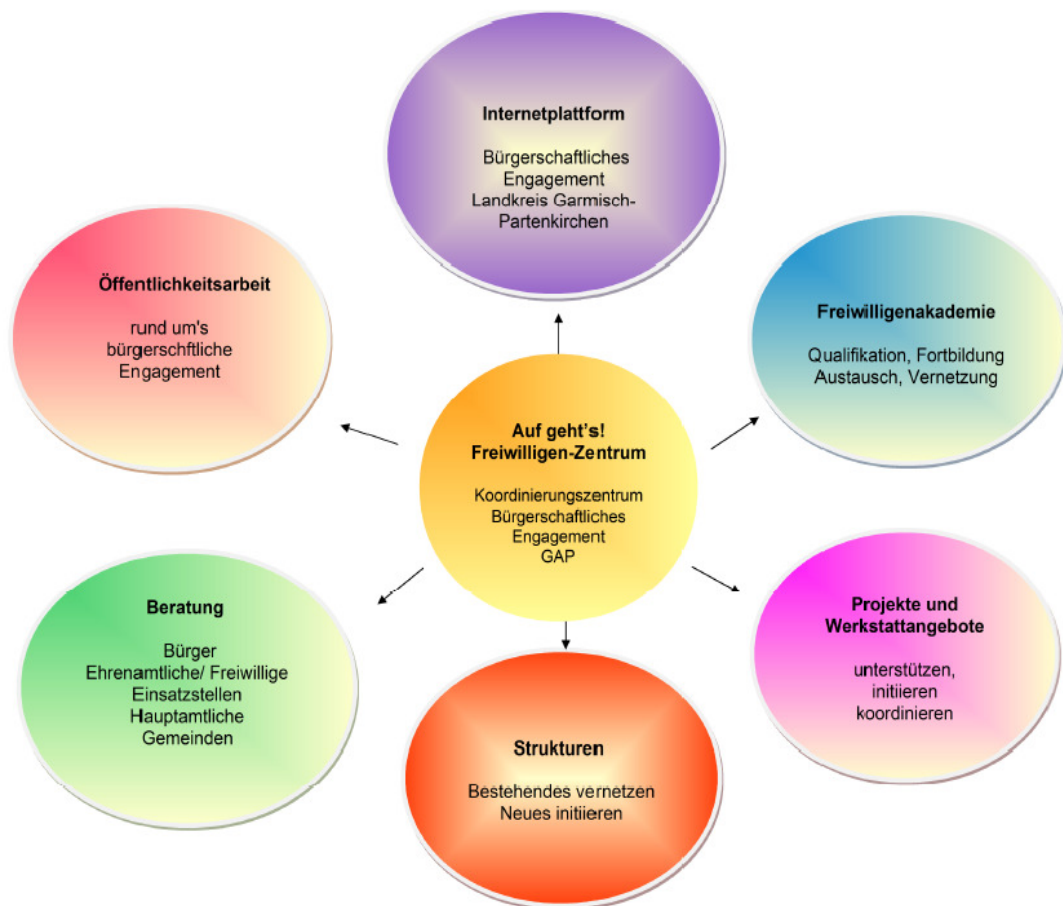 Internetplattform
Bürgerschaftliches
Engagement
Landkreis Garmisch-
Partenkirchen
Öffentlichkeitsarbeit
rund um's
bürgerschftliche
Engagement
Freiwilligenakademie
Qualifikation, Fortbildung
Austausch, Vernetzung
Auf geht's!
Freiwilligen-Zentrum
Koordinierungszentrum
Bürgerschaftliches
Engagement
GAP
Beratung
Bürger
Ehrenamtliche/ Freiwillige
Einsatzstellen
Hauptamtliche
Gemeinden
Projekte und
Werkstattangebote
unterstützen,
initiieren
koordinieren
Strukturen
Bestehendes vernetzen
Neues initiieren